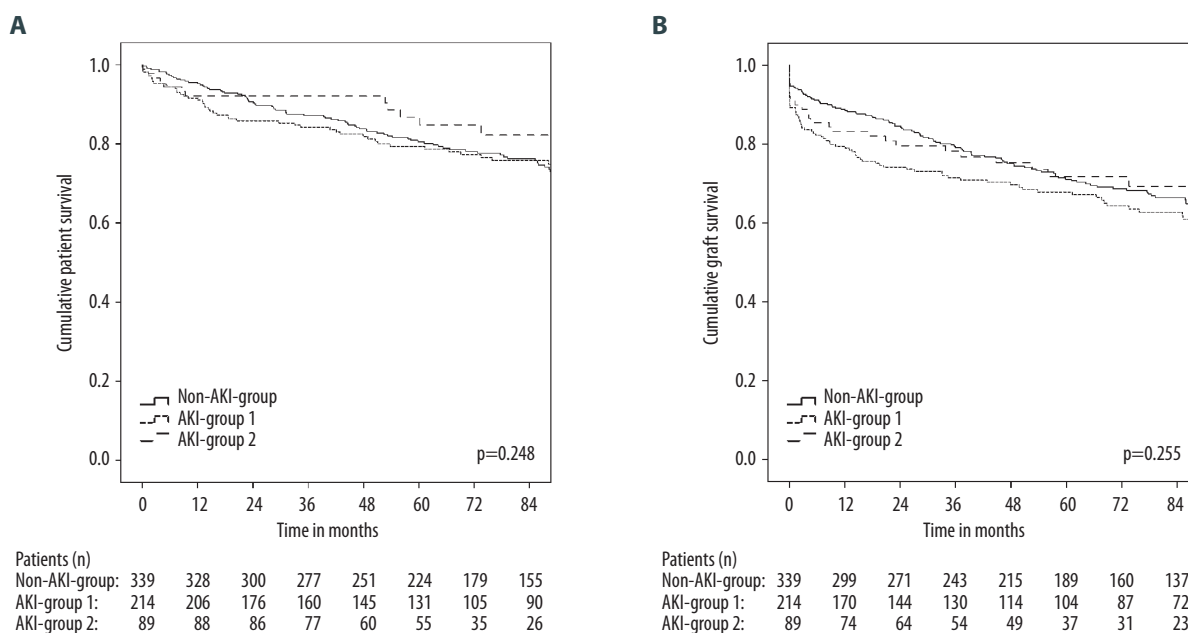 A
Cumulative patient survival
1.0
0.8
0.6
0.4
0.2
0.0
Non-AKI-group
AKI-group 1
AKI-group 2
p=0.248
0 12 24 36 48 60 72 84
Time in months
Patients (n)
Non-AKI-group: 339 328 300 277 251 224 179 155
AKI-group 1: 214 206 176 160 145 131 105 90
AKI-group 2: 89 88 86 77 60 55 35 26
B
Cumulative graft survival
1.0
0.8
0.6
0.4
0.2
0.0
Non-AKI-group
AKI-group 1
AKI-group 2
p=0.255
0 12 24 36 48 60 72 84
Time in months
Patients (n)
Non-AKI-group: 339 299 271 243 215 189 160 137
AKI-group 1: 214 170 144 130 114 104 87 72
AKI-group 2: 89 74 64 54 49 37 31 23